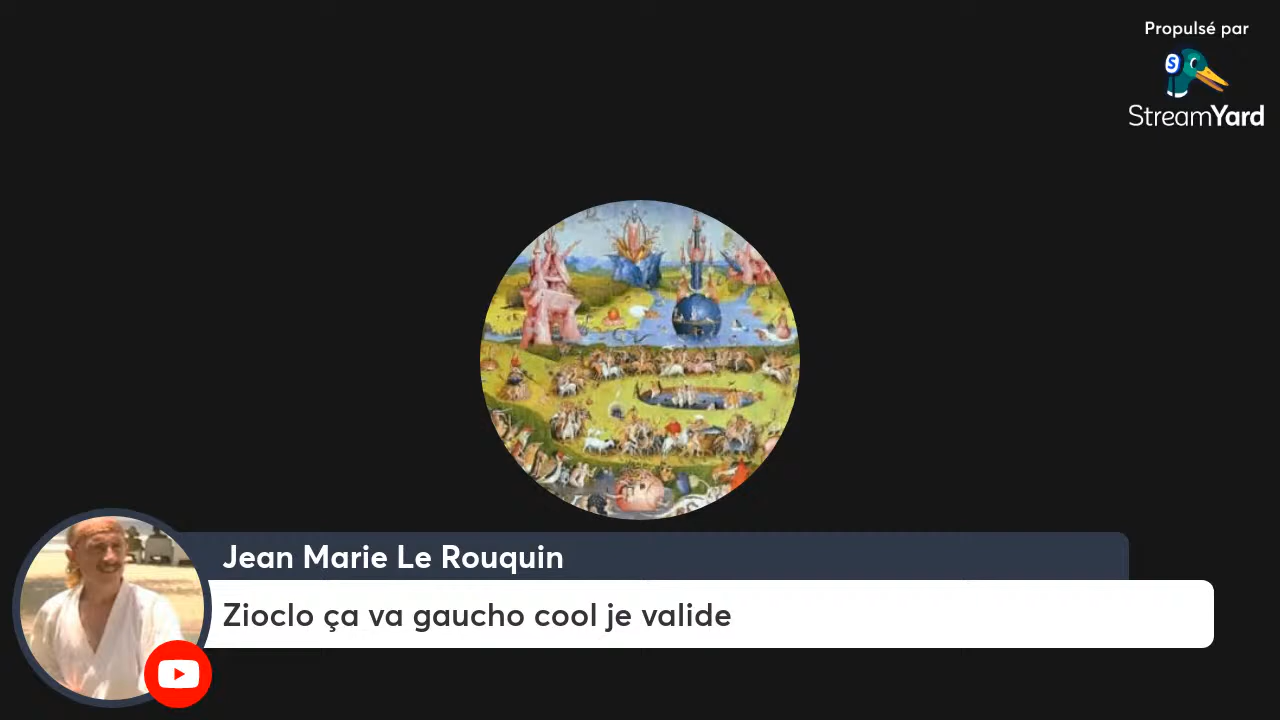 Propulsé par
StreamYard
Jean Marie Le Rouquin
Zioclo ça va gaucho cool je valide